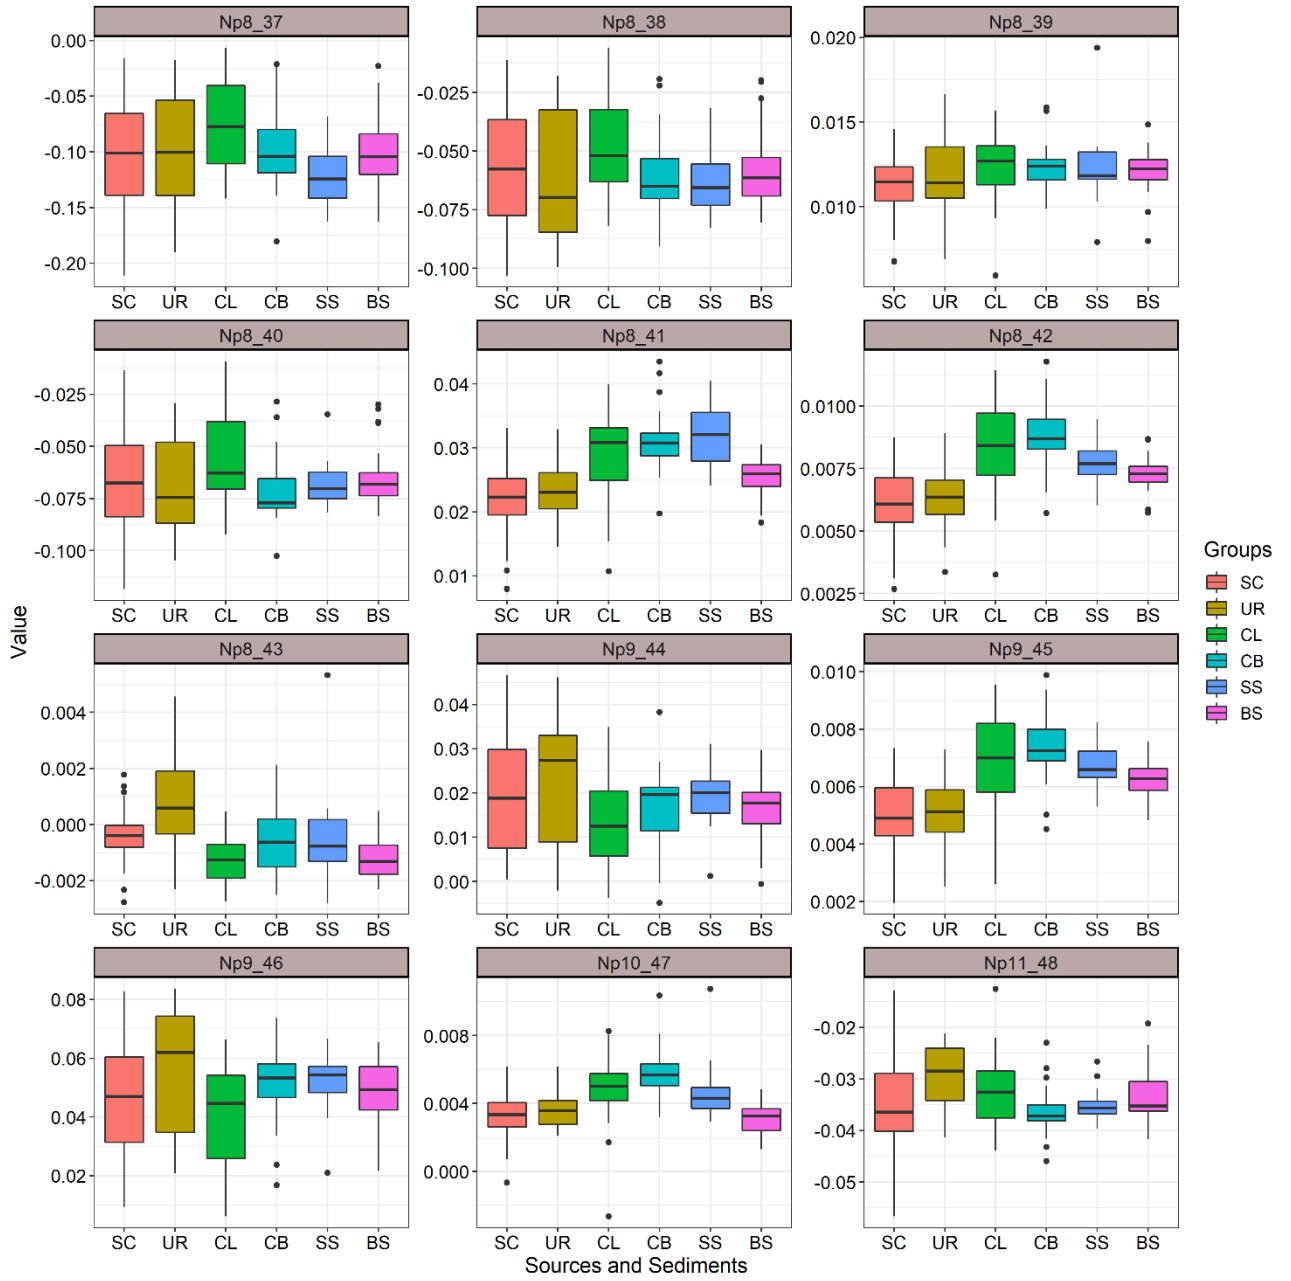 Np8_37 Np8_38 Np8_39
0.00
-0.05
-0.10
-0.15
-0.20
-0.025
-0.050
-0.075
-0.100
0.020
0.015
0.010
SC UR CL CB SS BS SC UR CL CB SS BS SC UR CL CB SS BS
Np8_40 Np8_41 Np8_42
-0.025
-0.050
-0.075
-0.100
0.04
0.03
0.02
0.01
0.0100
0.0075
0.0050
0.0025
SC UR CL CB SS BS SC UR CL CB SS BS SC UR CL CB SS BS
Np8_43 Np9_44 Np9_45
0.004
0.002
0.000
-0.002
0.04
0.03
0.02
0.01
0.00
0.010
0.008
0.006
0.004
0.002
SC UR CL CB SS BS SC UR CL CB SS BS SC UR CL CB SS BS
Np9_46 Np10_47 Np11_48
0.08
0.06
0.04
0.02
0.008
0.004
0.000
-0.02
-0.03
-0.04
-0.05
SC UR CL CB SS BS SC UR CL CB SS BS SC UR CL CB SS BS
Value
Sources and Sediments
Groups
SC
UR
CL
CB
SS
BS